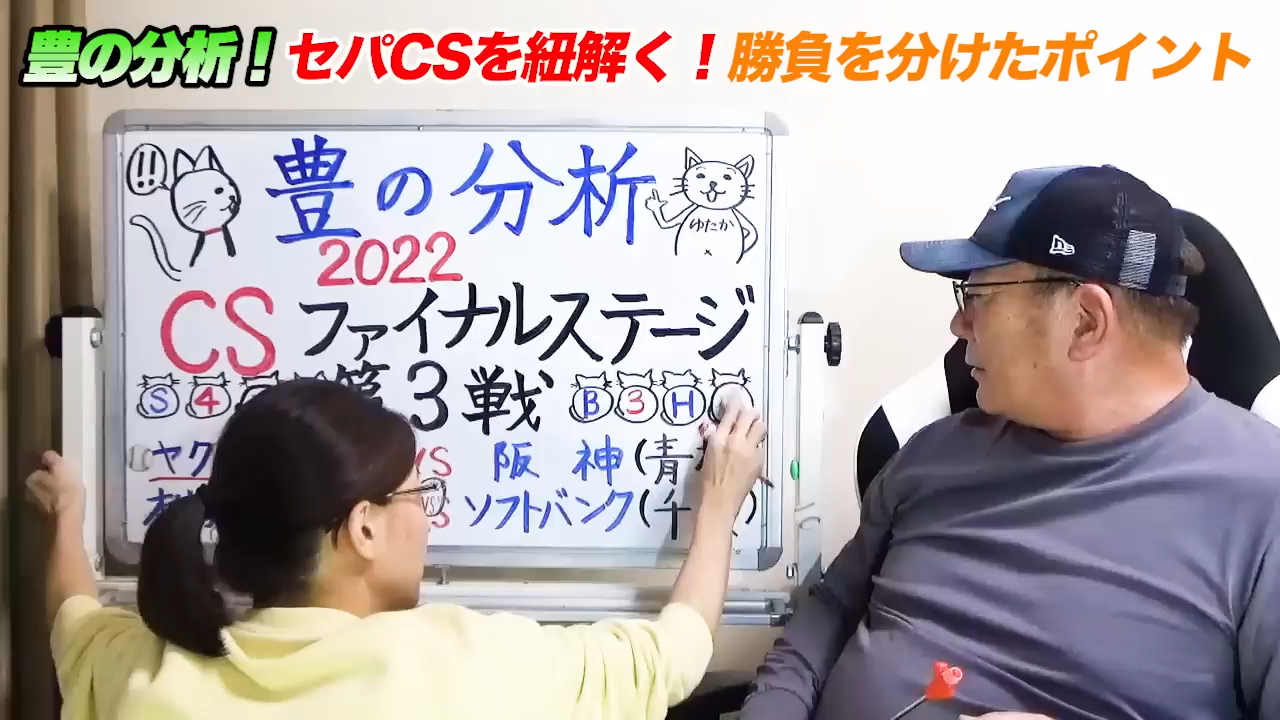 豊の分析！セパCSを紐解く！勝負を分けたポイント
!!
豊の分析
ゆたか
2022
CSファイナルステージ
S 4 第3戦 B 3 H
ヤク YS 阪神(青
VS
ソフトバンク(千 )